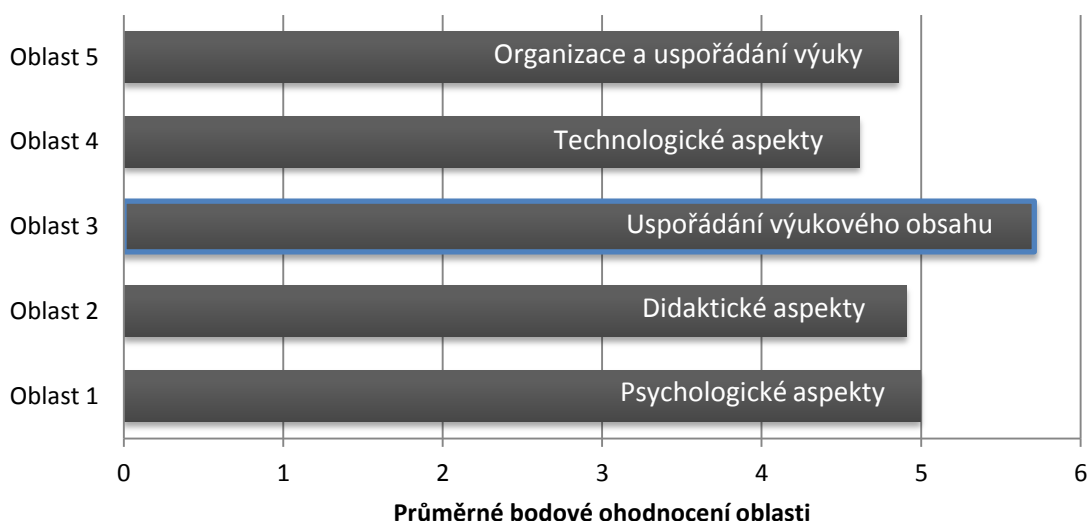 Oblast 5
Organizace a uspořádání výuky
Oblast 4
Technologické aspekty
Oblast 3
Uspořádání výukového obsahu
Oblast 2
Didaktické aspekty
Oblast 1
Psychologické aspekty
0 1 2 3 4 5 6
Průměrné bodové ohodnocení oblasti